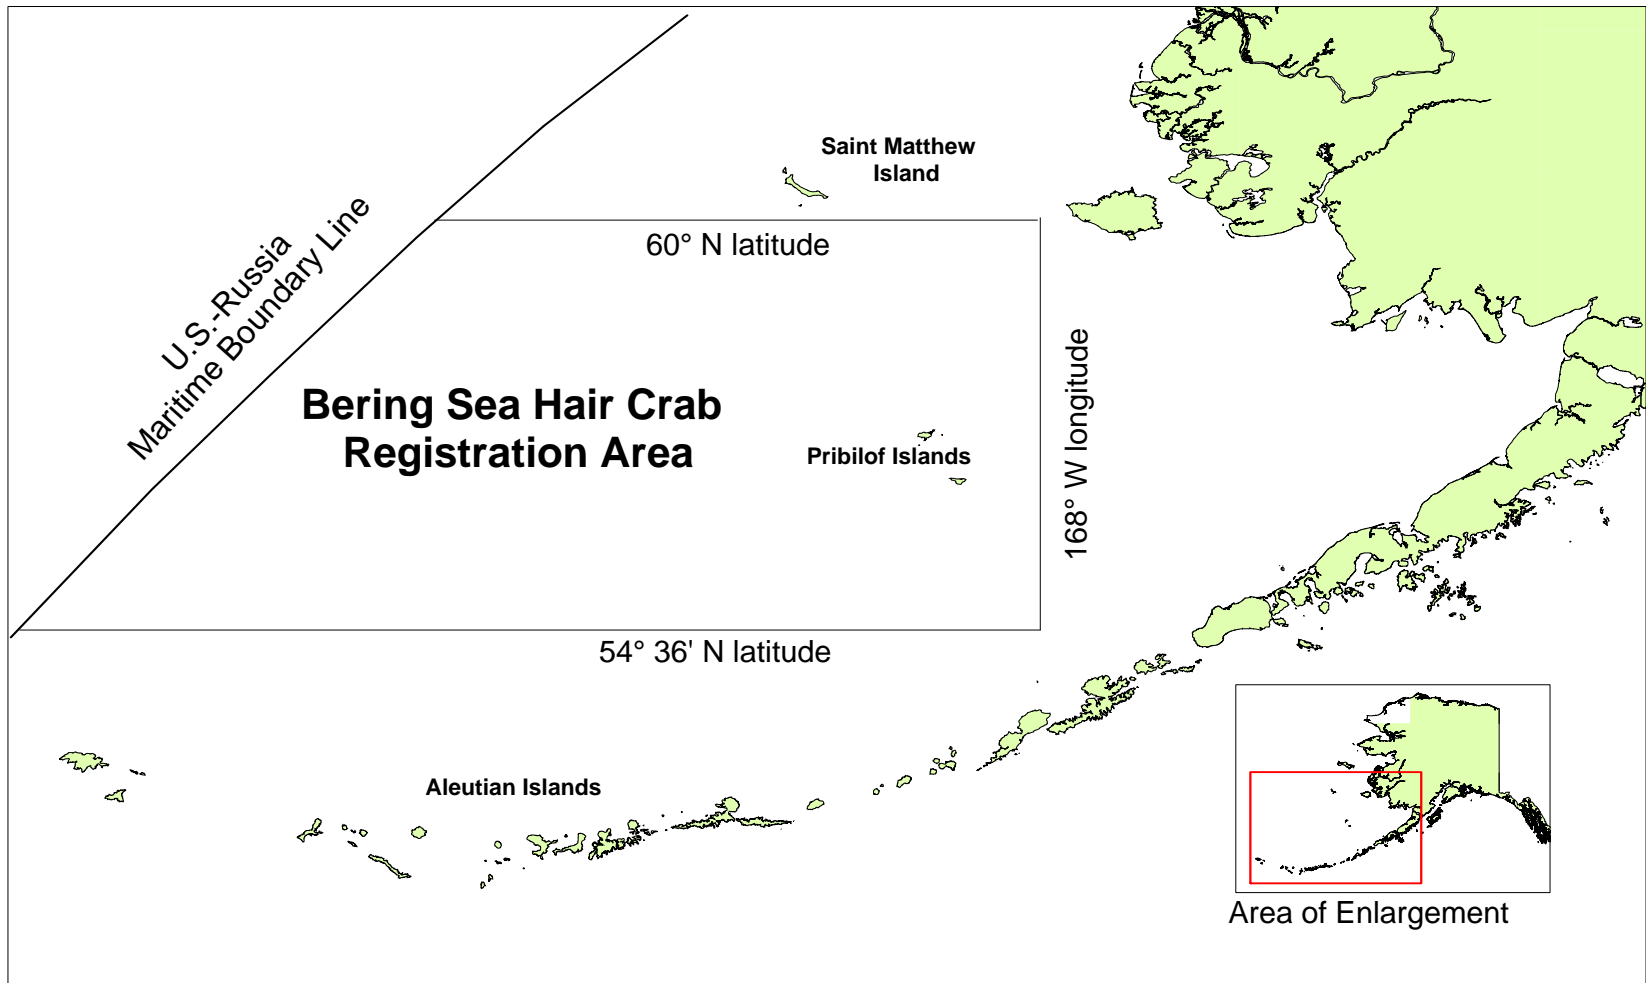 Saint Matthew
Island
60° N latitude
U.S.-Russia
Maritime Boundary Line
168° W longitude
Bering Sea Hair Crab
Registration Area
Pribilof Islands
54° 36' N latitude
Aleutian Islands
Area of Enlargement